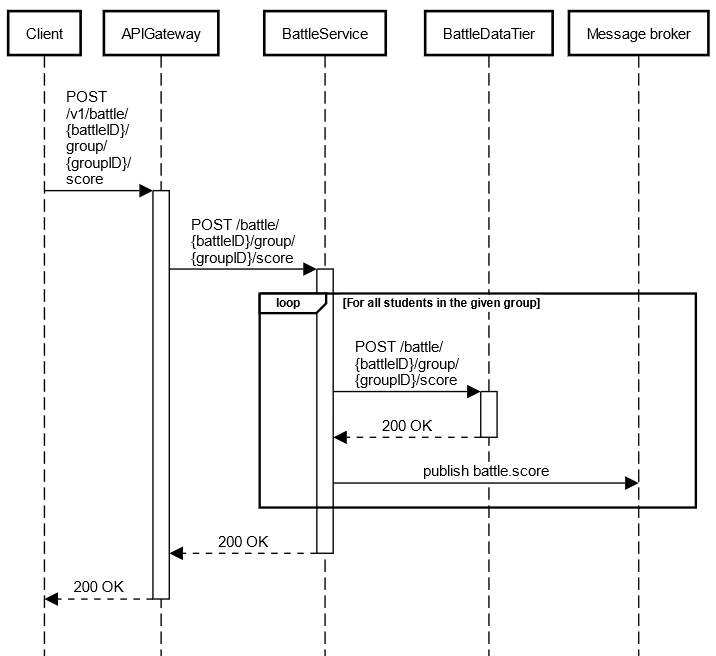 Client
APIGateway
BattleService
BattleDataTier
Message broker
POST
/v1/battle/
{battleID}/
group/
{groupID}/
score
POST /battle/
{battleID}/group/
{groupID}/score
loop
[For all students in the given group]
POST /battle/
{battleID}/group/
{groupID}/score
200 OK
publish battle.score
200 OK
200 OK